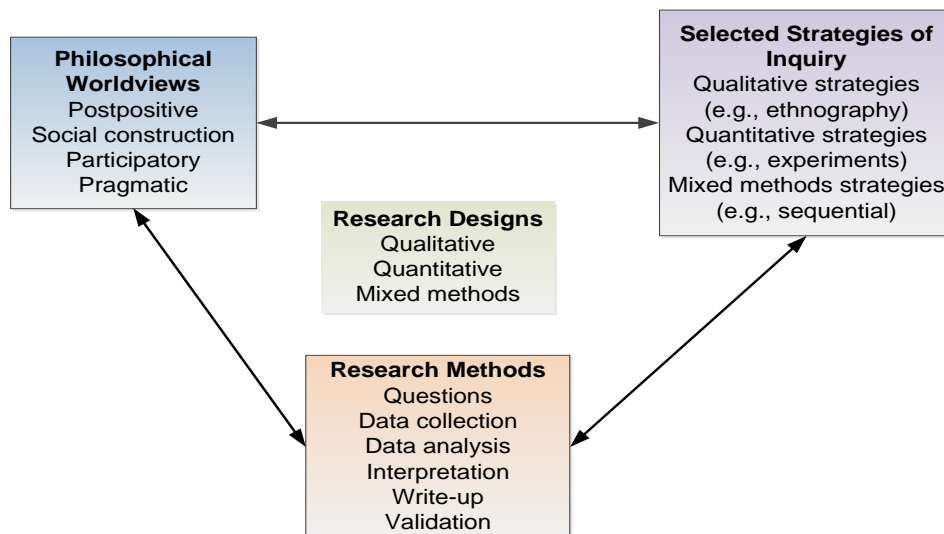 Philosophical
Worldviews
Postpositive
Social construction
Participatory
Pragmatic
Selected Strategies of
Inquiry
Qualitative strategies
(e.g., ethnography)
Quantitative strategies
(e.g., experiments)
Mixed methods strategies
(e.g., sequential)
Research Designs
Qualitative
Quantitative
Mixed methods
Research Methods
Questions
Data collection
Data analysis
Interpretation
Write-up
Validation